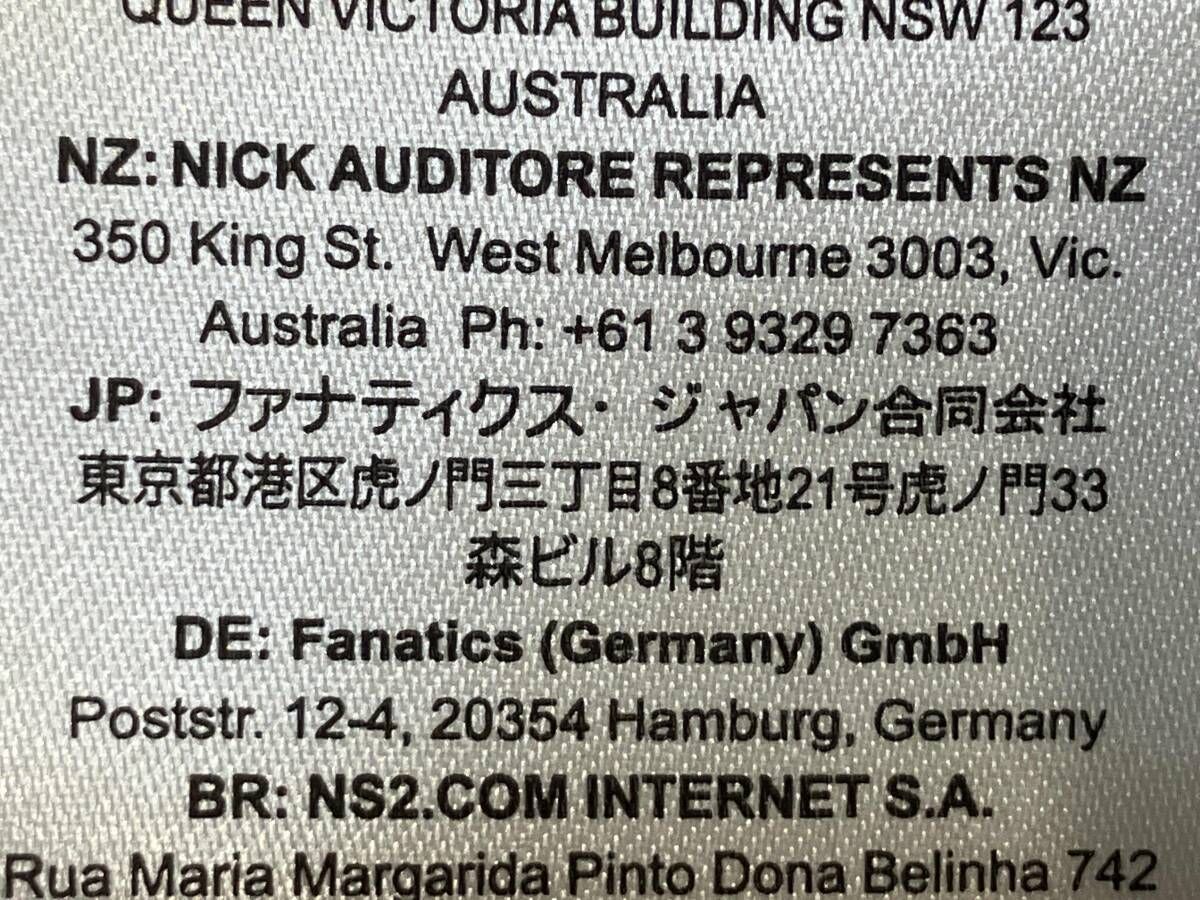 QUEEN VICTORIA BUILDING NSW 123
AUSTRALIA
NZ: NICK AUDITORE REPRESENTS NZ
350 King St. West Melbourne 3003, Vic.
Australia Ph: +61 3 9329 7363
JP: ファナティクス・ ジャパン合同会社
東京都港区虎ノ門三丁目8番地21号虎ノ門33
森ビル8階
DE: Fanatics (Germany) GmbH
Poststr. 12-4, 20354 Hamburg, Germany
BR: NS2.COM INTERNET S.A.
Rua Maria Margarida Pinto Dona Belinha 742